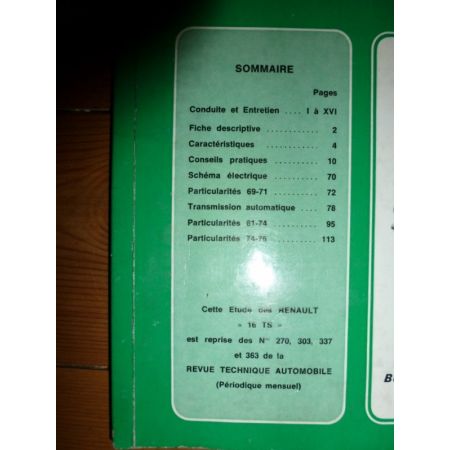 SOMMAIRE
Pages
Conduite et Entretien .... I à XVI
Fiche descriptive ............ 2
Caractéristiques ............ 4
Conseils pratiques .......... 10
Schéma électrique .......... 70
Particularités 69-71 ........ 72
Transmission automatique .... 78
Particularités 61-74 ........ 95
Particularités 74-75 ........ 113
Cette Etude des RENAULT
« 16 TS »
est reprise des Nos 270, 303, 337
et 363 de la
REVUE TECHNIQUE AUTOMOBILE
(Périodique mensuel)